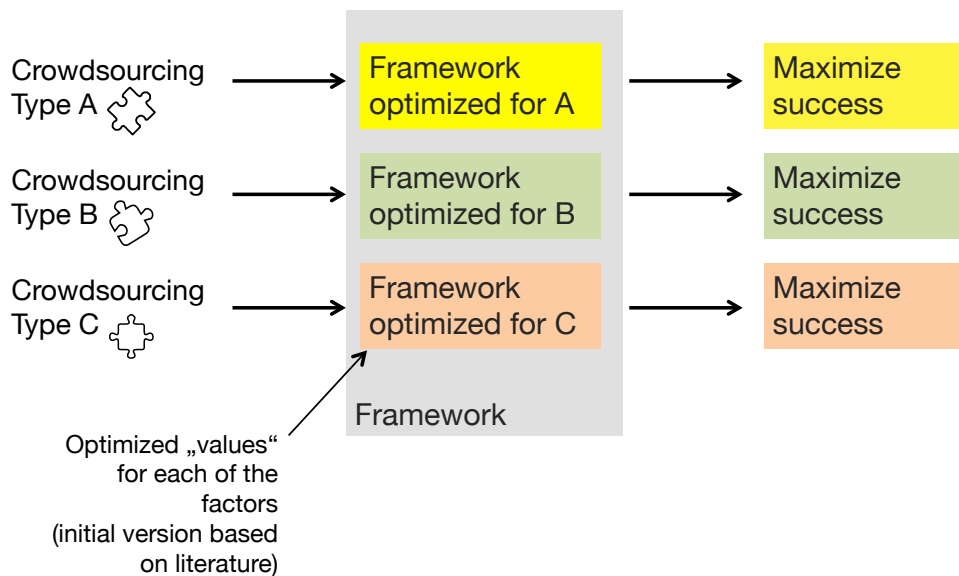 Crowdsourcing
Type A
Framework
optimized for A
Maximize
success
Crowdsourcing
Type B
Framework
optimized for B
Maximize
success
Crowdsourcing
Type C
Framework
optimized for C
Maximize
success
Framework
Optimized „values“
for each of the
factors
(initial version based
on literature)